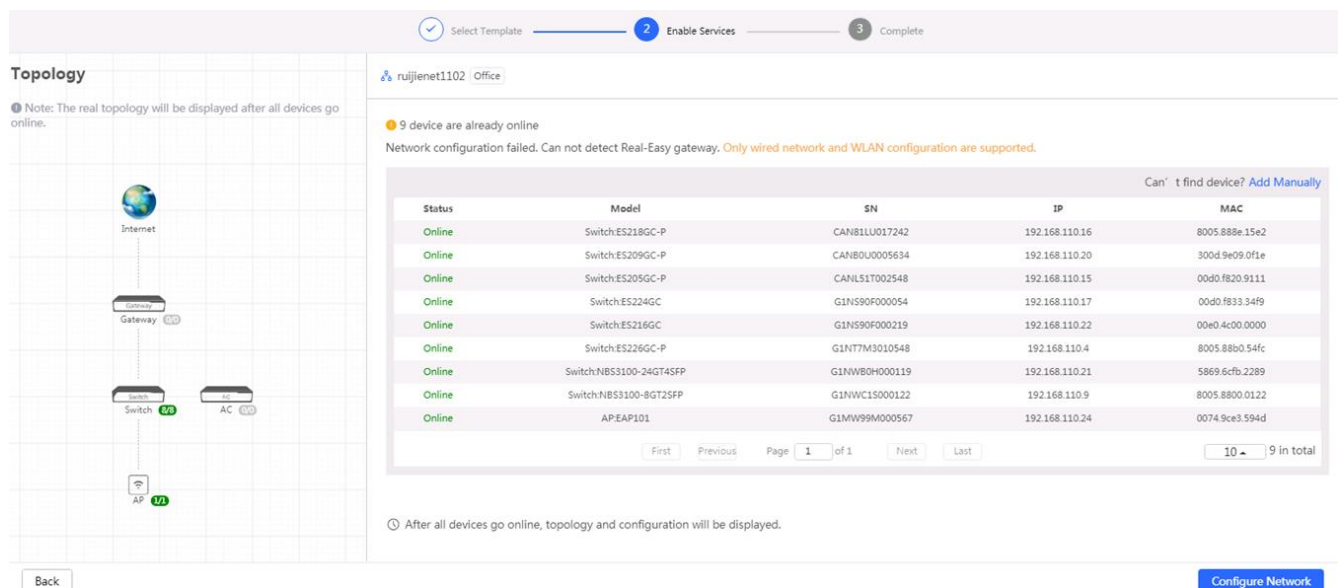 Select Template
2 Enable Services
3 Complete
Topology
Note: The real topology will be displayed after all devices go
online.
Internet
Gateway
Gateway 0/0
Switch
AC
Switch 8/8
AC 0/0
AP 1/1
ruijienet1102 Office
9 device are already online
Network configuration failed. Can not detect Real-Easy gateway. Only wired network and WLAN configuration are supported.
Can' t find device? Add Manually
Status Model SN IP MAC
Online Switch:ES218GC-P CAN81LU017242 192.168.110.16 8005.888e.15e2
Online Switch:ES209GC-P CANB0U0005634 192.168.110.20 300d.9e09.0f1e
Online Switch:ES205GC-P CANL51T002548 192.168.110.15 00d0.f820.9111
Online Switch:ES224GC G1NS90F000054 192.168.110.17 00d0.f833.34f9
Online Switch:ES216GC G1NS90F000219 192.168.110.22 00e0.4c00.0000
Online Switch:ES226GC-P G1NT7M3010548 192.168.110.4 8005.88b0.54fc
Online Switch:NBS3100-24GT4SFP G1NWB0H000119 192.168.110.21 5869.6cfb.2289
Online Switch:NBS3100-8GT2SFP G1NWC1S000122 192.168.110.9 8005.8800.0122
Online AP:EAP101 G1MW99M000567 192.168.110.24 0074.9ce3.594d
First Previous Page 1 of 1 Next Last 10 9 in total
After all devices go online, topology and configuration will be displayed.
Back
Configure Network